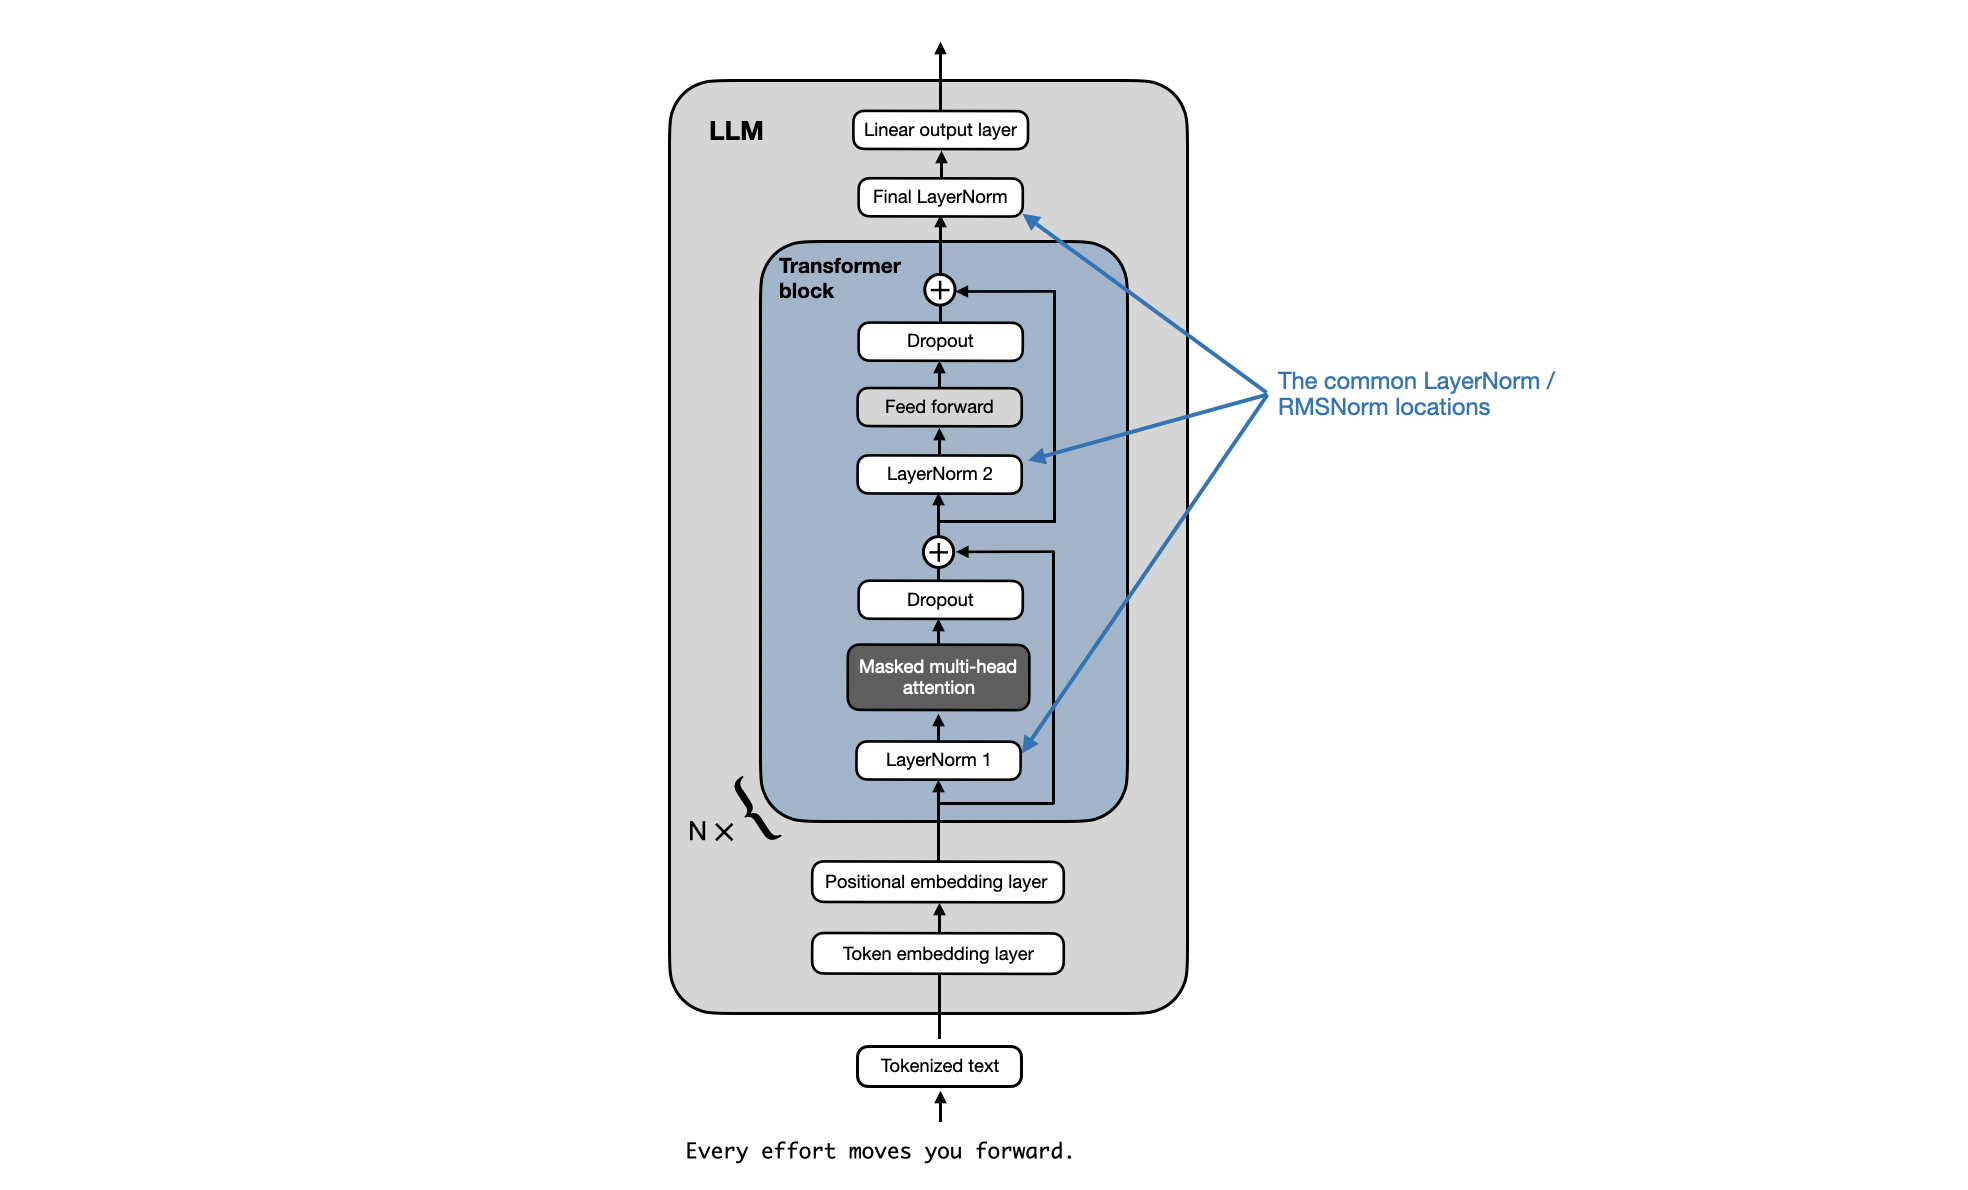 LLM
Linear output layer
Final LayerNorm
Transformer
block
Dropout
Feed forward
LayerNorm 2
The common LayerNorm /
RMSNorm locations
Dropout
Masked multi-head
attention
LayerNorm 1
N ×
Positional embedding layer
Token embedding layer
Tokenized text
Every effort moves you forward.